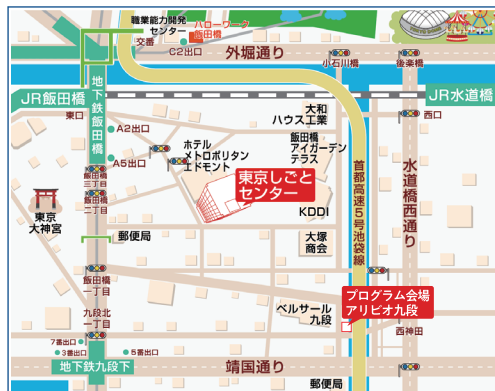 職業能力開発
センター
ハローワーク
飯田橋
交番
C2出口
外堀通り
小石川橋
後楽橋
JR飯田橋
JR水道橋
地下鉄飯田橋
東口
西口
A2出口
A5出口
大和
ハウス工業
飯田橋
アイガーデン
テラス
ホテル
メトロポリタン
エドモント
東京しごと
センター
KDDI
首都高速5号池袋線
水道橋西通り
飯田橋
三丁目
飯田橋
二丁目
東京
大神宮
郵便局
大塚
商会
飯田橋
一丁目
プログラム会場
アリビオ九段
ベルサール
九段
西神田
九段北
一丁目
7番出口
3番出口
5番出口
地下鉄九段下
靖国通り
郵便局